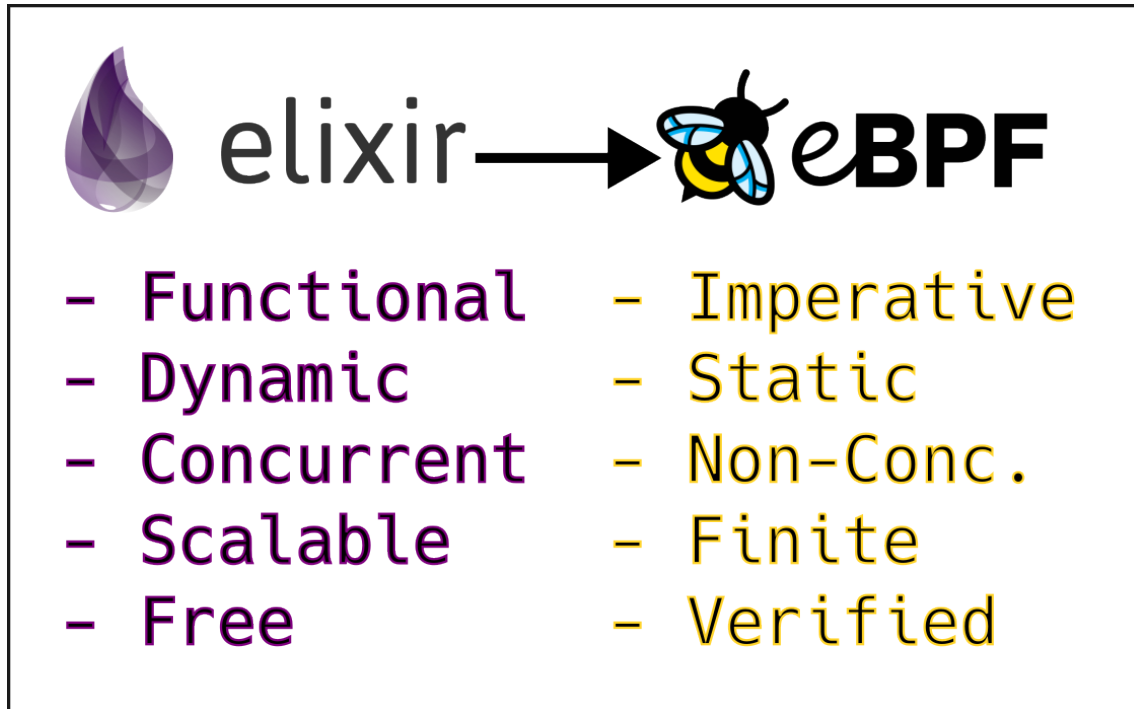 elixir eBPF
- Functional
- Dynamic
- Concurrent
- Scalable
- Free
- Imperative
- Static
- Non-Conc.
- Finite
- Verified